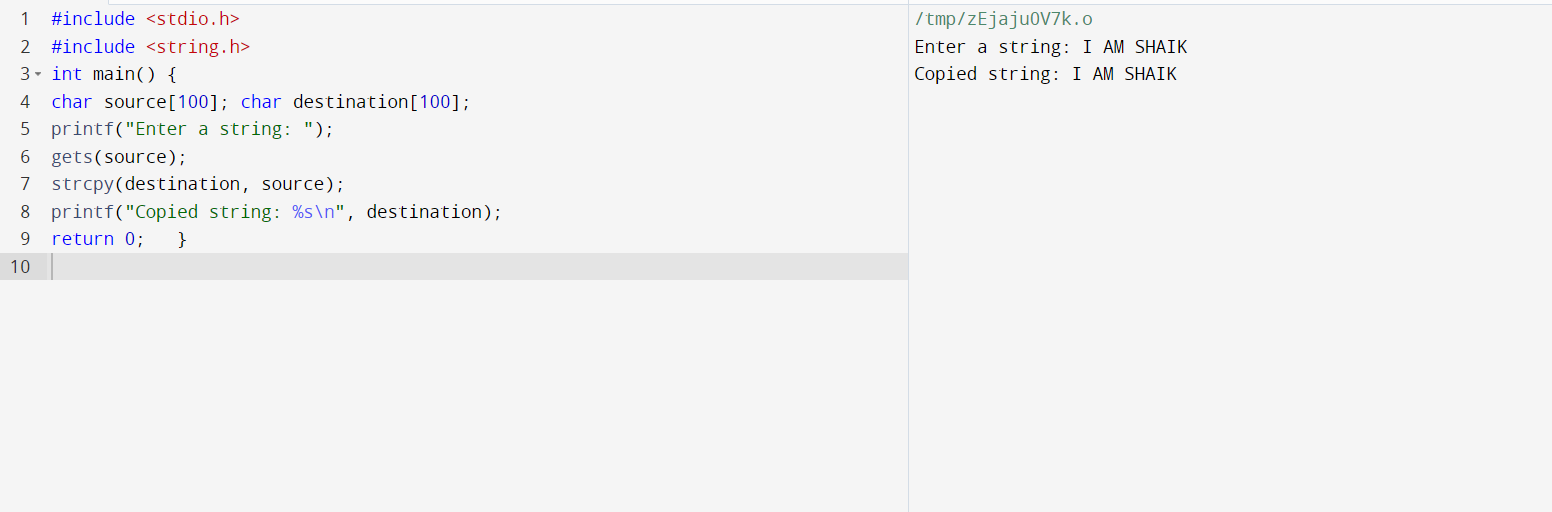 1 #include <stdio.h>
2 #include <string.h>
3 int main() {
4 char source[100]; char destination[100];
5 printf("Enter a string: ");
6 gets(source);
7 strcpy(destination, source);
8 printf("Copied string: %s\n", destination);
9 return 0;   }
10
/tmp/zEjajuOV7k.o
Enter a string: I AM SHAIK
Copied string: I AM SHAIK